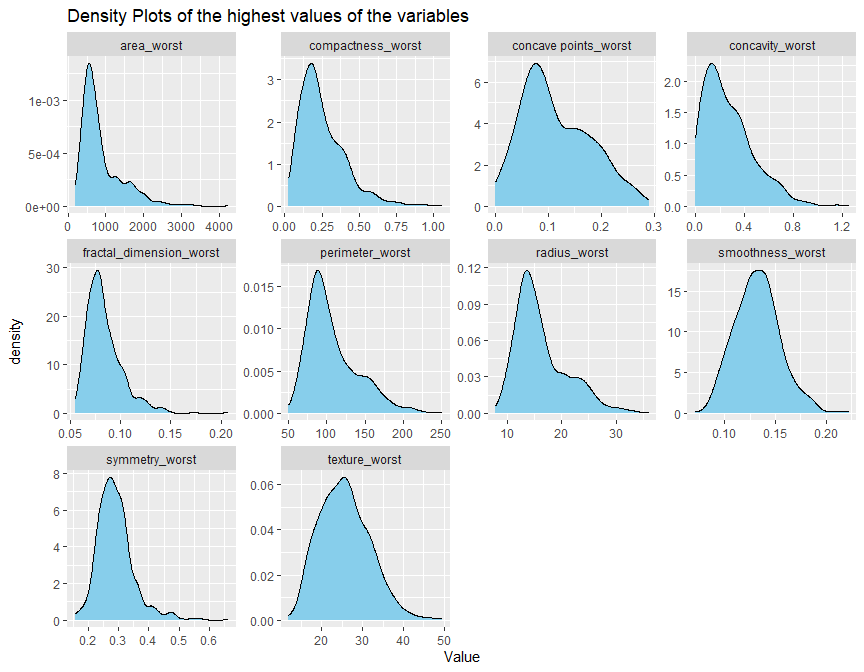 Density Plots of the highest values of the variables
area_worst
compactness_worst
concave points_worst
concavity_worst
1e-03
5e-04
0e+00
0 1000 2000 3000 4000
3
2
1
0
0.00 0.25 0.50 0.75 1.00
6
4
2
0
0.0 0.1 0.2 0.3
2.0
1.5
1.0
0.5
0.0
0.0 0.4 0.8 1.2
fractal_dimension_worst
perimeter_worst
radius_worst
smoothness_worst
30
20
10
0
0.05 0.10 0.15 0.20
0.015
0.010
0.005
0.000
50 100 150 200 250
0.12
0.09
0.06
0.03
0.00
10 20 30
15
10
5
0
0.10 0.15 0.20
symmetry_worst
texture_worst
8
6
4
2
0
0.2 0.3 0.4 0.5 0.6
0.06
0.04
0.02
0.00
20 30 40 50
density
Value